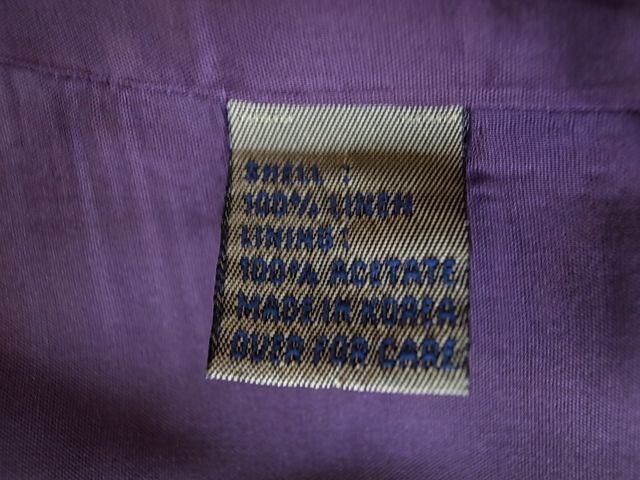 SHELL :
100% LINEN
LINING :
100% ACETATE
MADE IN KOREA
OVER FOR CARE